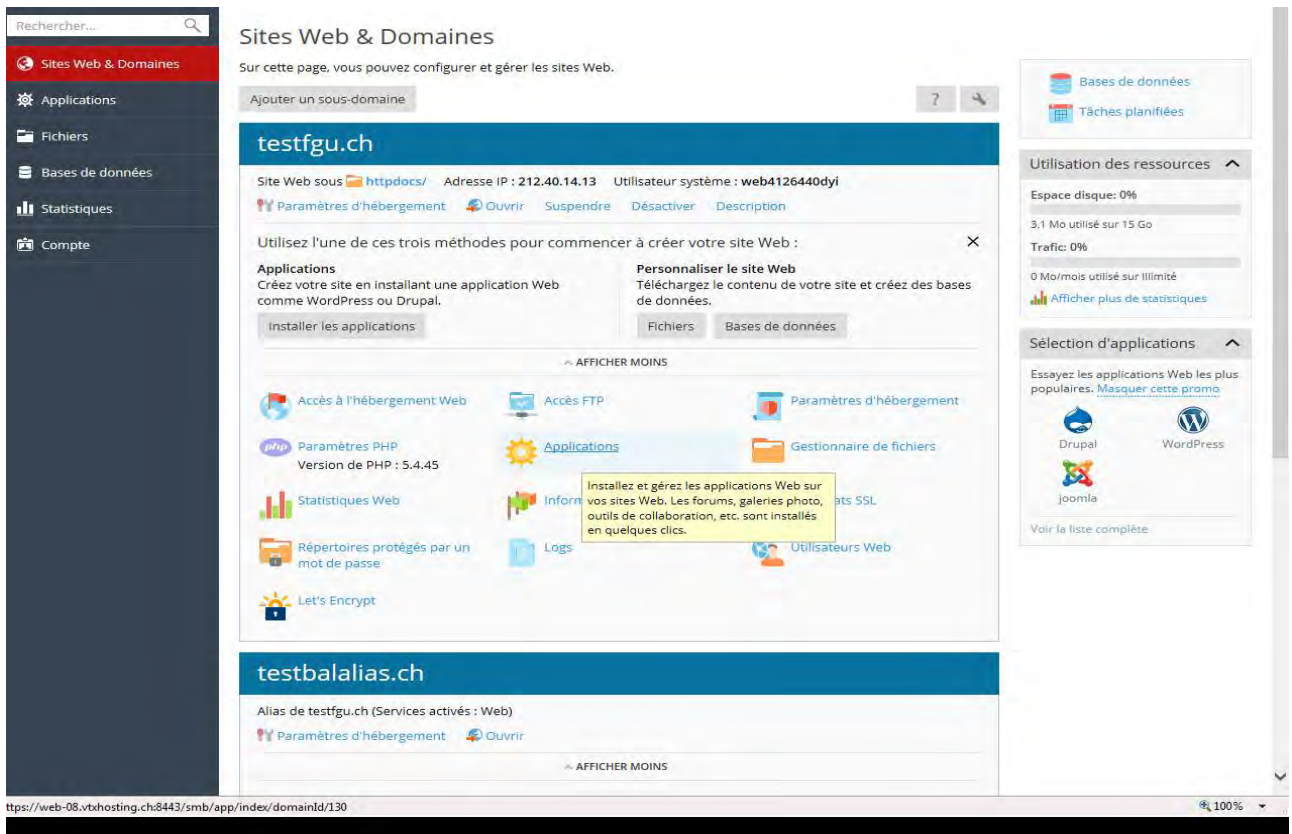 Rechercher...
Sites Web & Domaines
Applications
Fichiers
Bases de données
Statistiques
Compte
Sites Web & Domaines
Sur cette page, vous pouvez configurer et gérer les sites Web.
Ajouter un sous-domaine
?
testfgu.ch
Site Web sous httpdocs/ Adresse IP : 212.40.14.13 Utilisateur système : web4126440dyi
Paramètres d'hébergement Ouvrir Suspendre Désactiver Description
Utilisez l'une de ces trois méthodes pour commencer à créer votre site Web :
Applications
Créez votre site en installant une application Web
comme WordPress ou Drupal.
Installer les applications
Personnaliser le site Web
Téléchargez le contenu de votre site et créez des bases
de données.
Fichiers Bases de données
AFFICHER MOINS
Accès à l'hébergement Web
Accès FTP
Paramètres d'hébergement
php
Paramètres PHP
Version de PHP : 5.4.45
Applications
Gestionnaire de fichiers
Installez et gérez les applications Web sur
vos sites Web. Les forums, galeries photo,
outils de collaboration, etc. sont installés
en quelques clics.
Statistiques Web
Inform
ats SSL
Répertoires protégés par un
mot de passe
Logs
Utilisateurs Web
Let's Encrypt
testbalalias.ch
Alias de testfgu.ch (Services activés : Web)
Paramètres d'hébergement Ouvrir
AFFICHER MOINS
Bases de données
Tâches planifiées
Utilisation des ressources
Espace disque: 0%
3.1 Mo utilisé sur 15 Go
Trafic: 0%
0 Mo/mois utilisé sur Illimité
Afficher plus de statistiques
Sélection d'applications
Essayez les applications Web les plus
populaires. Masquer cette promo
Drupal
WordPress
Joomla
Voir la liste complète
ttps://web-08.vtxhosting.ch:8443/smb/app/index/domainId/130
100%